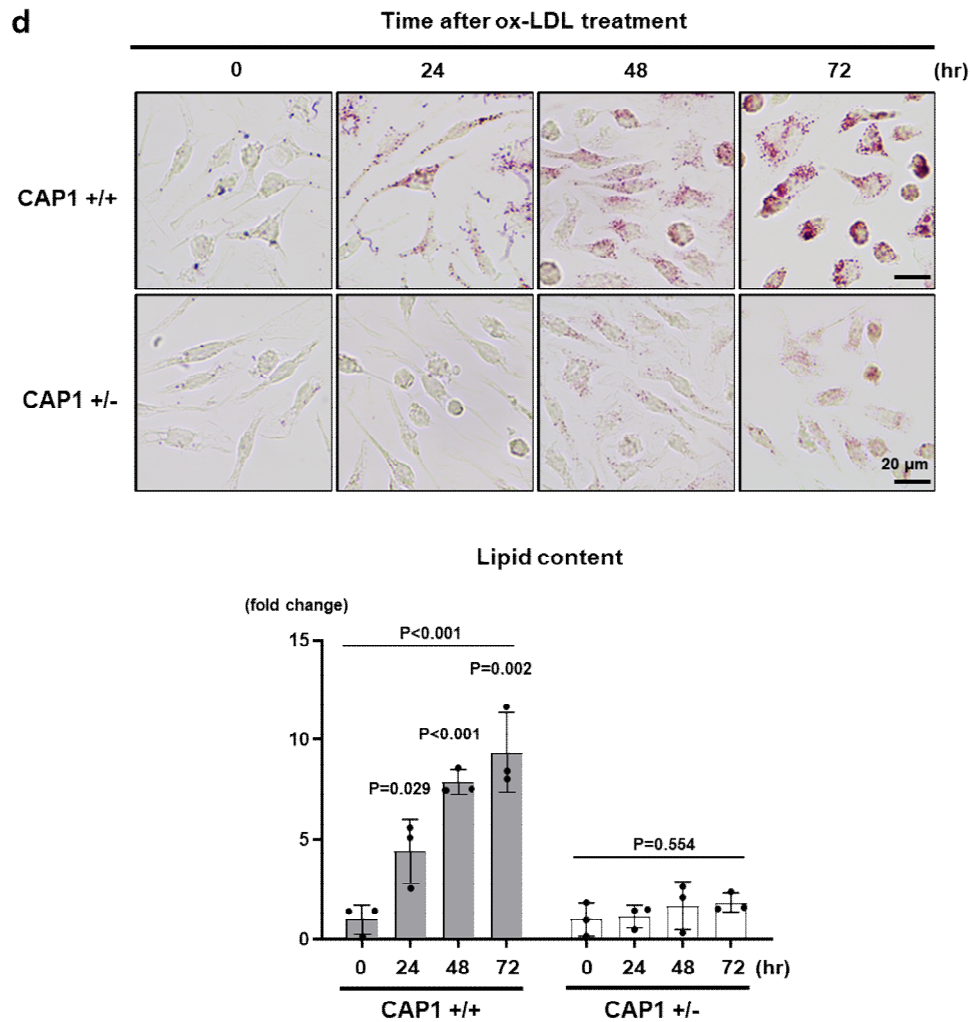 d
Time after ox-LDL treatment
0 24 48 72 (hr)
CAP1 +/+
CAP1 +/-
20 µm
Lipid content
(fold change)
15
10
5
0
P<0.001
P=0.002
P<0.001
P=0.029
P=0.554
0 24 48 72 0 24 48 72 (hr)
CAP1 +/+ CAP1 +/-